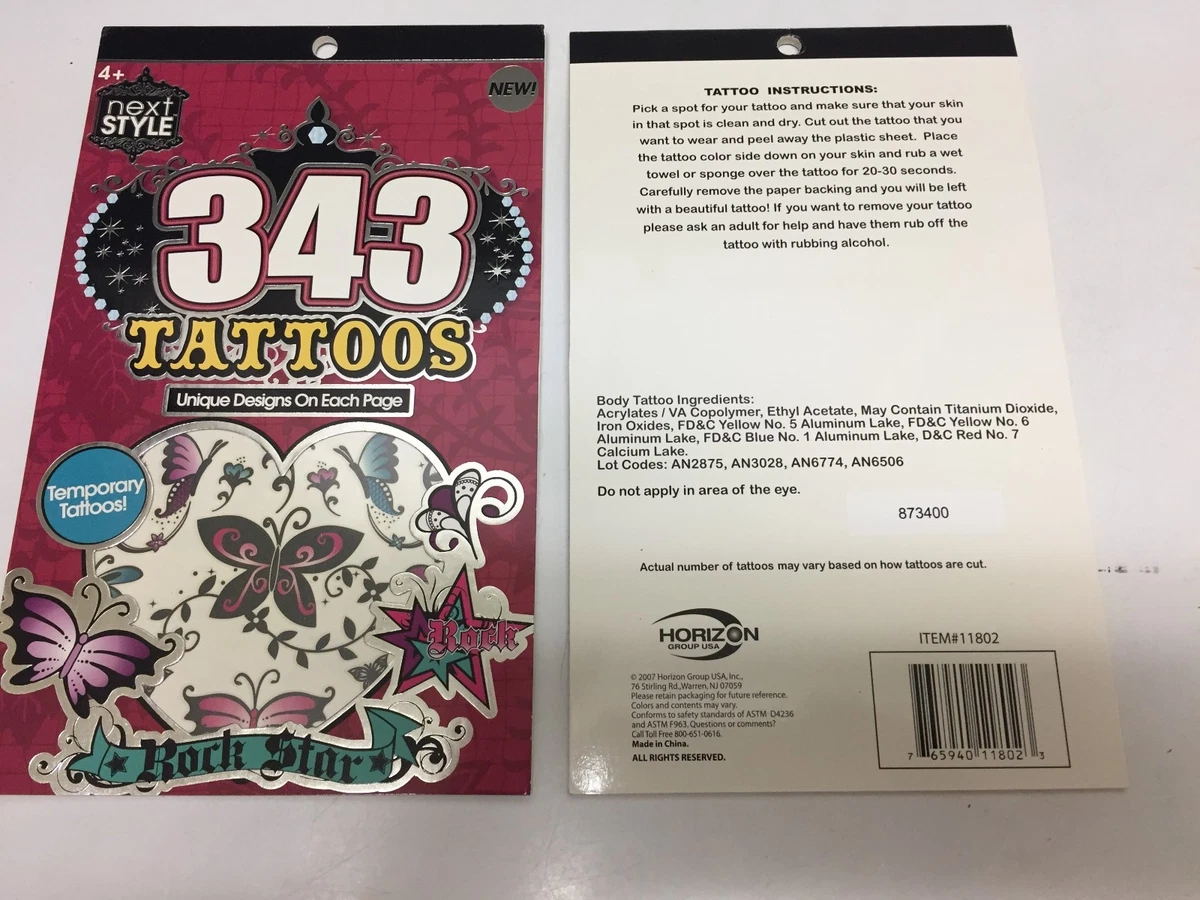 4+
next
STYLE
NEW!
343
TATTOOS
Unique Designs On Each Page
Temporary
Tattoos!
Rock
Rock Star
TATTOO INSTRUCTIONS:
Pick a spot for your tattoo and make sure that your skin
in that spot is clean and dry. Cut out the tattoo that you
want to wear and peel away the plastic sheet. Place
the tattoo color side down on your skin and rub a wet
towel or sponge over the tattoo for 20-30 seconds.
Carefully remove the paper backing and you will be left
with a beautiful tattoo! If you want to remove your tattoo
please ask an adult for help and have them rub off the
tattoo with rubbing alcohol.
Body Tattoo Ingredients:
Acrylates / VA Copolymer, Ethyl Acetate, May Contain Titanium Dioxide,
Iron Oxides, FD&C Yellow No. 5 Aluminum Lake, FD&C Yellow No. 6
Aluminum Lake, FD&C Blue No. 1 Aluminum Lake, D&C Red No. 7
Calcium Lake.
Lot Codes: AN2875, AN3028, AN6774, AN6506
Do not apply in area of the eye.
873400
Actual number of tattoos may vary based on how tattoos are cut.
HORIZON
GROUP USA
ITEM#11802
© 2007 Horizon Group USA, Inc.,
76 Stirling Rd.,Warren, NJ 07059
Please retain packaging for future reference.
Colors and contents may vary.
Conforms to safety standards of ASTM D4236
and ASTM F963. Questions or comments?
Call Toll Free 800-651-0616.
Made in China.
ALL RIGHTS RESERVED.
7 65940 11802 3